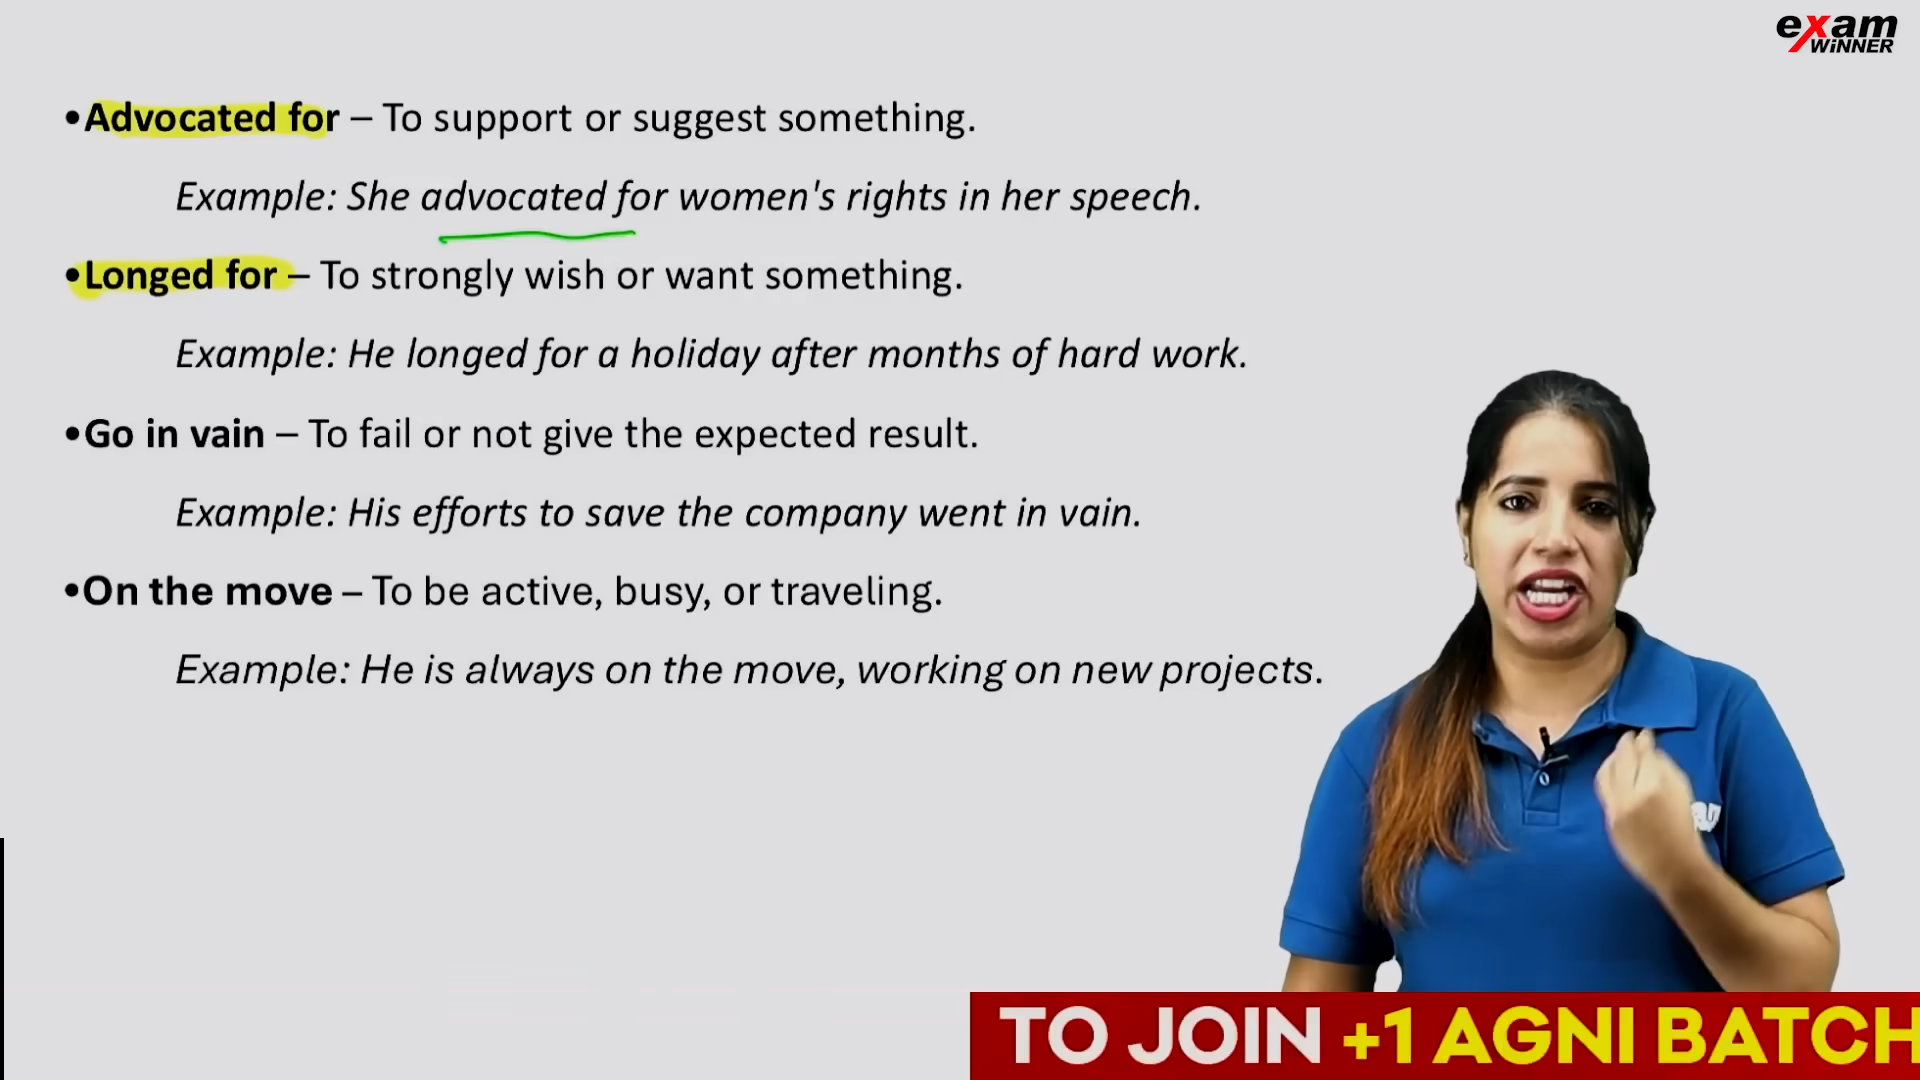 exam
WiNNER
•Advocated for – To support or suggest something.
Example: She advocated for women's rights in her speech.
•Longed for – To strongly wish or want something.
Example: He longed for a holiday after months of hard work.
•Go in vain – To fail or not give the expected result.
Example: His efforts to save the company went in vain.
•On the move – To be active, busy, or traveling.
Example: He is always on the move, working on new projects.
TO JOIN +1 AGNI BATCH